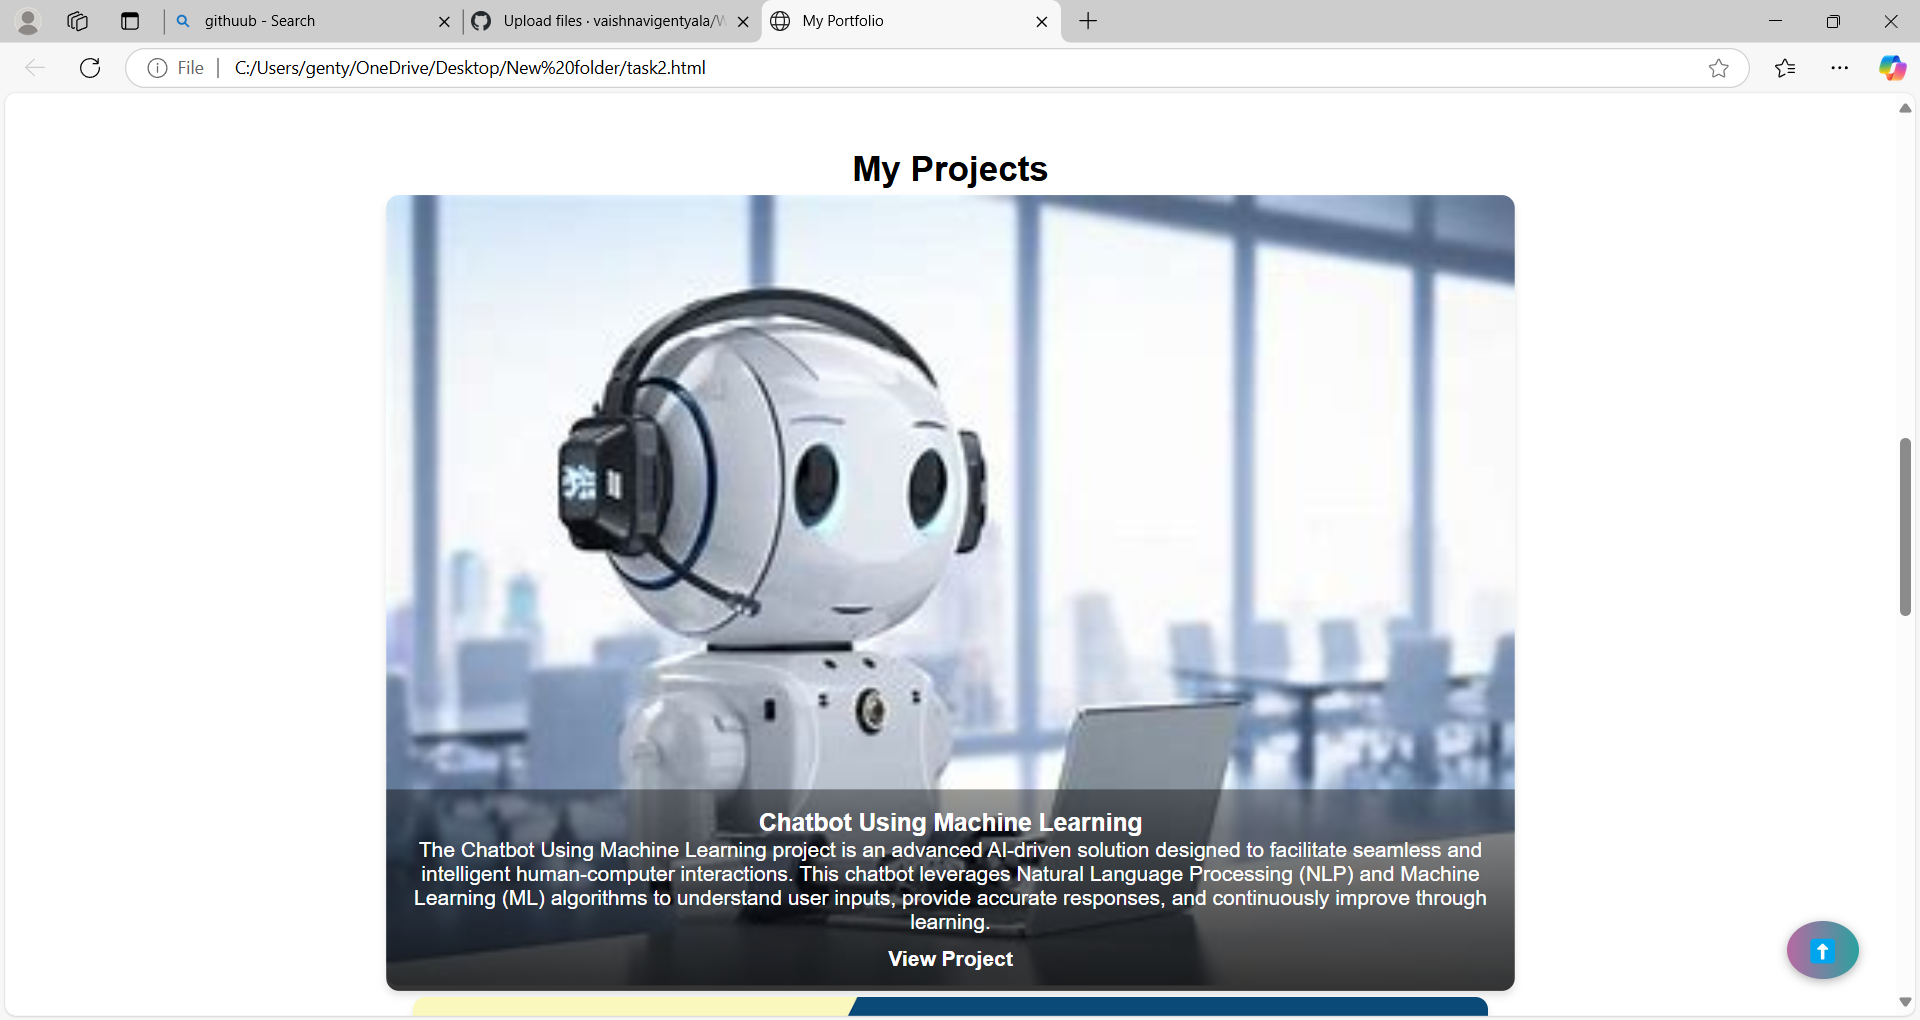 githuub - Search
Upload files · vaishnavigentyala/
My Portfolio
File
C:/Users/genty/OneDrive/Desktop/New%20folder/task2.html
My Projects
Chatbot Using Machine Learning
The Chatbot Using Machine Learning project is an advanced AI-driven solution designed to facilitate seamless and
intelligent human-computer interactions. This chatbot leverages Natural Language Processing (NLP) and Machine
Learning (ML) algorithms to understand user inputs, provide accurate responses, and continuously improve through
learning.
View Project